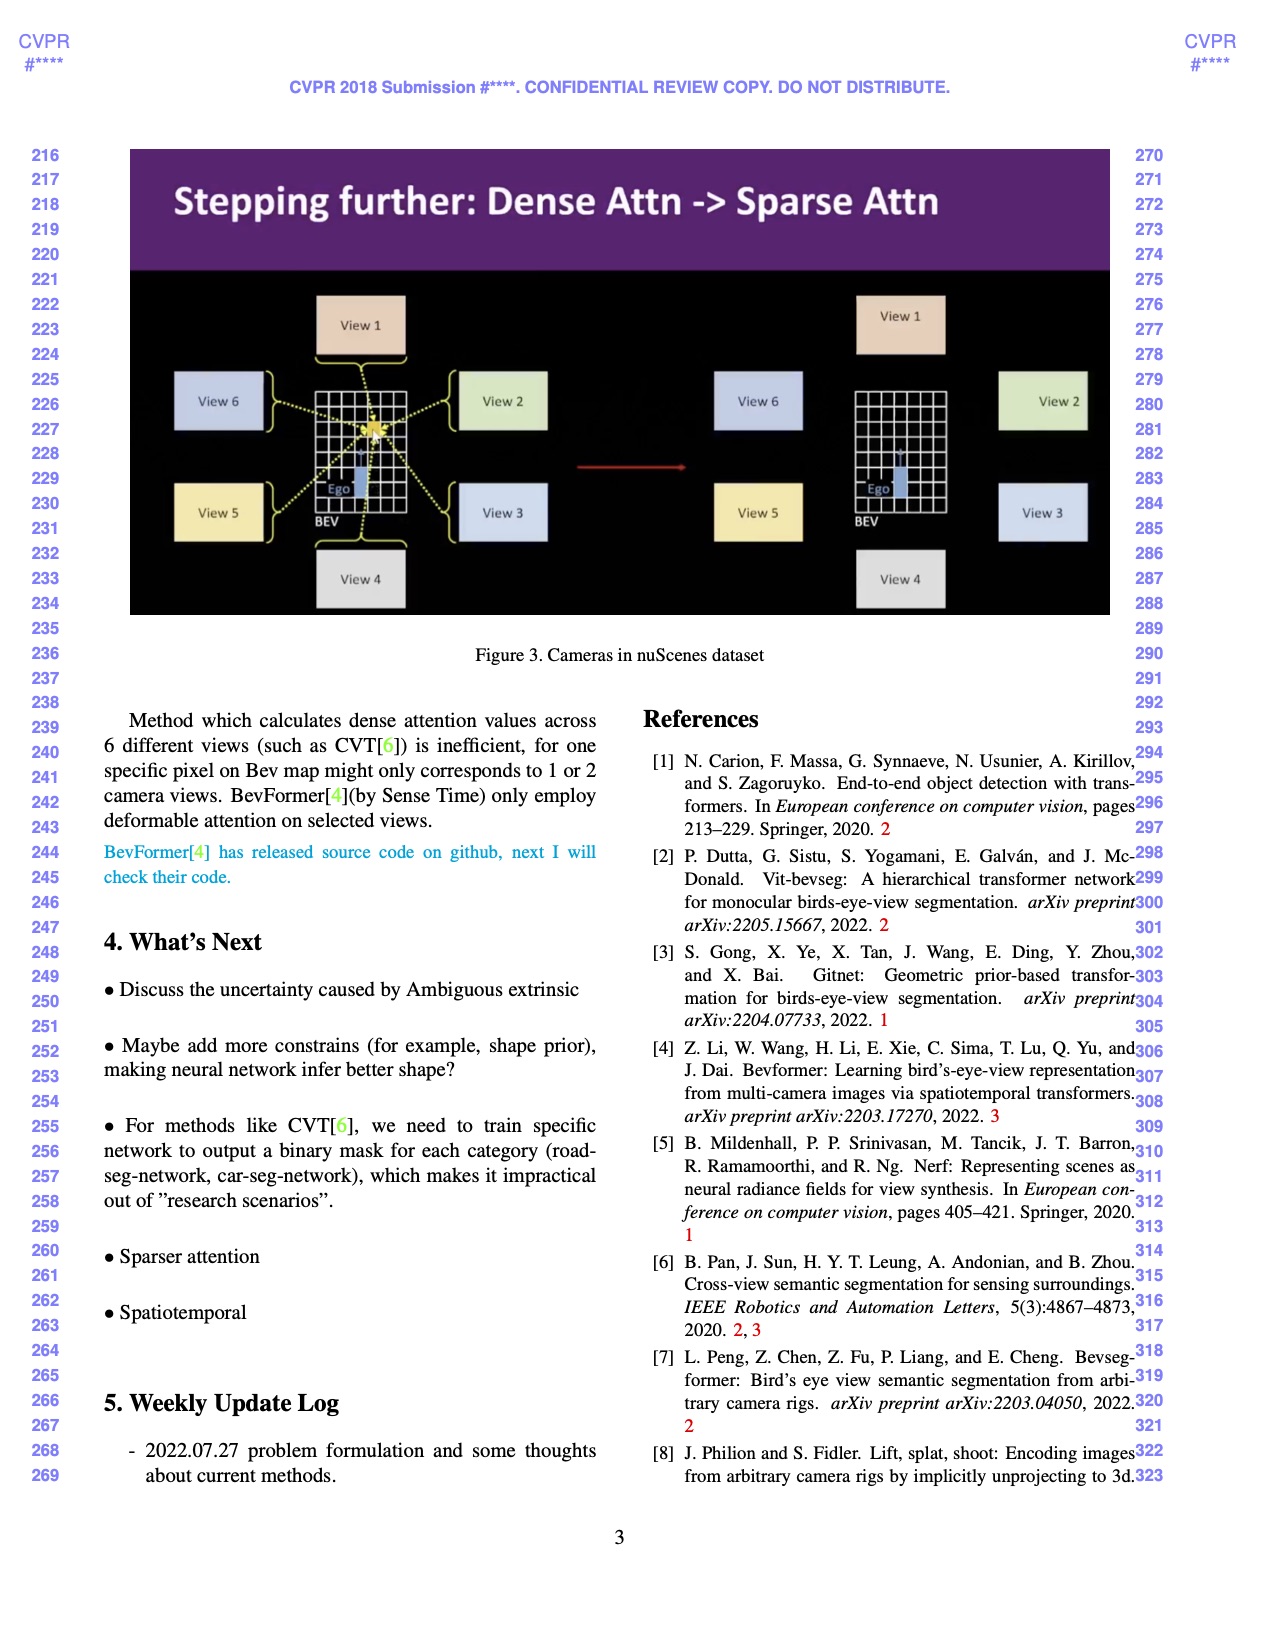 CVPR
#****
CVPR
#****
CVPR 2018 Submission #****. CONFIDENTIAL REVIEW COPY. DO NOT DISTRIBUTE.
216
217
218
219
220
221
222
223
224
225
226
227
228
229
230
231
232
233
234
235
236
237
238
239
240
241
242
243
244
245
246
247
248
249
250
251
252
253
254
255
256
257
258
259
260
261
262
263
264
265
266
267
268
269
Stepping further: Dense Attn -> Sparse Attn
View 1
View 6
View 2
Ego
View 5
View 3
BEV
View 4
View 1
View 6
View 2
Ego
View 5
View 3
BEV
View 4
Figure 3. Cameras in nuScenes dataset
Method which calculates dense attention values across
6 different views (such as CVT[6]) is inefficient, for one
specific pixel on Bev map might only corresponds to 1 or 2
camera views. BevFormer[4](by Sense Time) only employ
deformable attention on selected views.
BevFormer[4] has released source code on github, next I will
check their code.
4. What’s Next
• Discuss the uncertainty caused by Ambiguous extrinsic
• Maybe add more constrains (for example, shape prior),
making neural network infer better shape?
• For methods like CVT[6], we need to train specific
network to output a binary mask for each category (road-
seg-network, car-seg-network), which makes it impractical
out of ”research scenarios”.
• Sparser attention
• Spatiotemporal
5. Weekly Update Log
- 2022.07.27 problem formulation and some thoughts
about current methods.
References
[1] N. Carion, F. Massa, G. Synnaeve, N. Usunier, A. Kirillov,
and S. Zagoruyko. End-to-end object detection with trans-
formers. In European conference on computer vision, pages
213–229. Springer, 2020. 2
[2] P. Dutta, G. Sistu, S. Yogamani, E. Galván, and J. Mc-
Donald. Vit-bevseg: A hierarchical transformer network
for monocular birds-eye-view segmentation. arXiv preprint
arXiv:2205.15667, 2022. 2
[3] S. Gong, X. Ye, X. Tan, J. Wang, E. Ding, Y. Zhou,
and X. Bai. Gitnet: Geometric prior-based transfor-
mation for birds-eye-view segmentation. arXiv preprint
arXiv:2204.07733, 2022. 1
[4] Z. Li, W. Wang, H. Li, E. Xie, C. Sima, T. Lu, Q. Yu, and
J. Dai. Bevformer: Learning bird’s-eye-view representation
from multi-camera images via spatiotemporal transformers.
arXiv preprint arXiv:2203.17270, 2022. 3
[5] B. Mildenhall, P. P. Srinivasan, M. Tancik, J. T. Barron,
R. Ramamoorthi, and R. Ng. Nerf: Representing scenes as
neural radiance fields for view synthesis. In European con-
ference on computer vision, pages 405–421. Springer, 2020.
1
[6] B. Pan, J. Sun, H. Y. T. Leung, A. Andonian, and B. Zhou.
Cross-view semantic segmentation for sensing surroundings.
IEEE Robotics and Automation Letters, 5(3):4867–4873,
2020. 2, 3
[7] L. Peng, Z. Chen, Z. Fu, P. Liang, and E. Cheng. Bevseg-
former: Bird’s eye view semantic segmentation from arbi-
trary camera rigs. arXiv preprint arXiv:2203.04050, 2022.
2
[8] J. Philion and S. Fidler. Lift, splat, shoot: Encoding images
from arbitrary camera rigs by implicitly unprojecting to 3d.
270
271
272
273
274
275
276
277
278
279
280
281
282
283
284
285
286
287
288
289
290
291
292
293
294
295
296
297
298
299
300
301
302
303
304
305
306
307
308
309
310
311
312
313
314
315
316
317
318
319
320
321
322
323
3